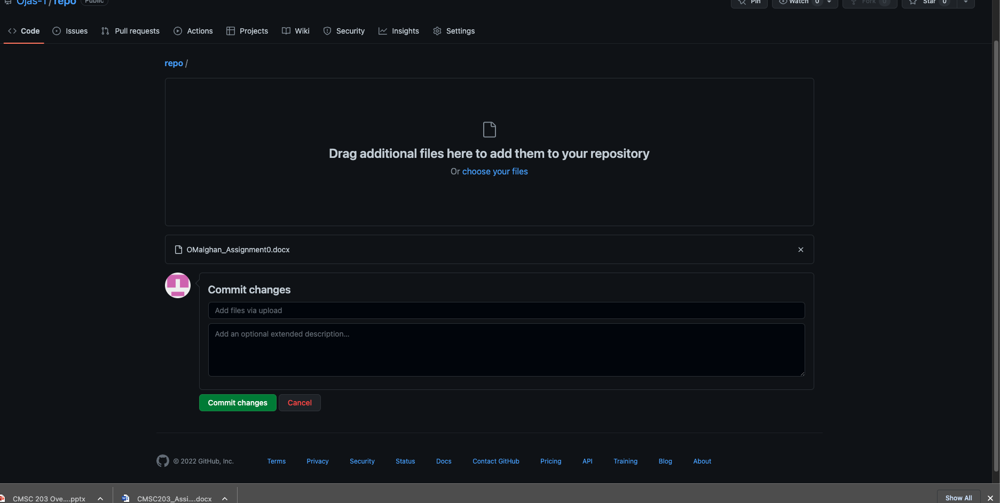 Ojas-1 / repo Public Pin Watch 0 Fork 0 Star 0
Code Issues Pull requests Actions Projects Wiki Security Insights Settings
repo /
Drag additional files here to add them to your repository
Or choose your files
OMalghan_Assignment0.docx
Commit changes
Add files via upload
Add an optional extended description...
Commit changes Cancel
© 2022 GitHub, Inc. Terms Privacy Security Status Docs Contact GitHub Pricing API Training Blog About
CMSC 203 Ove....pptx CMSC203_Assi....docx Show All